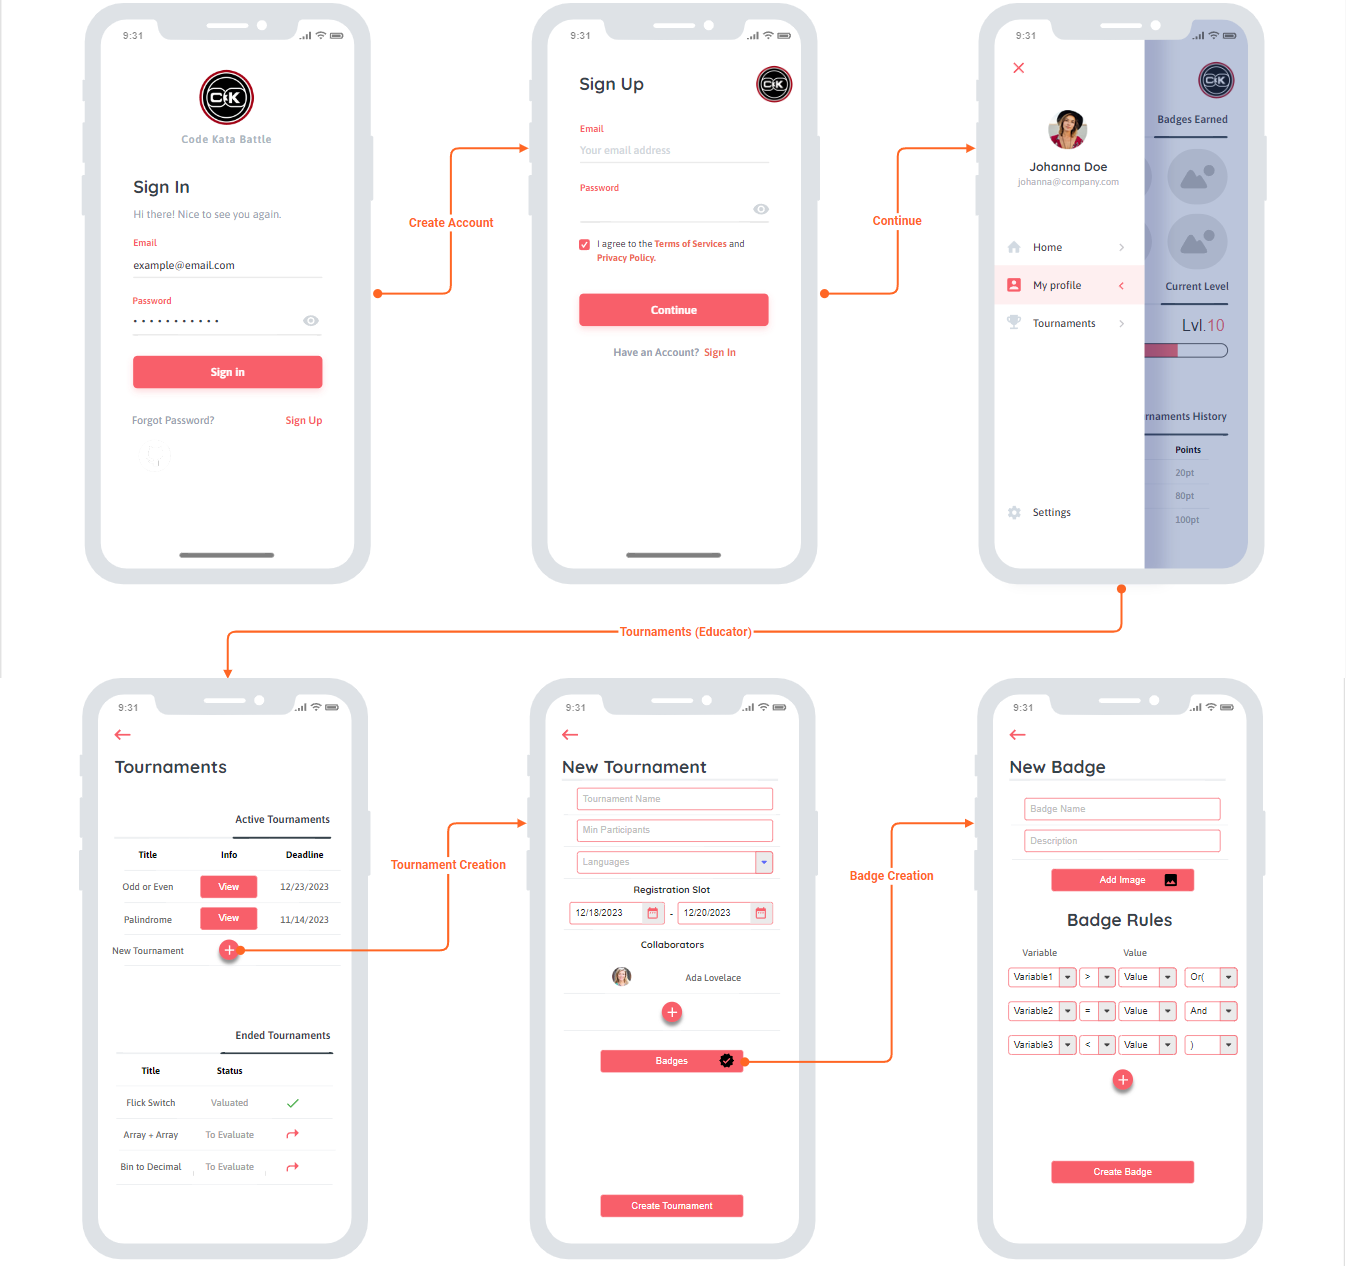 9:31
CK
Code Kata Battle
Sign In
Hi there! Nice to see you again.
Email
example@email.com
Password
Sign in
Forgot Password? Sign Up
Create Account
9:31
Sign Up
CK
Email
Your email address
Password
I agree to the Terms of Services and
Privacy Policy.
Continue
Have an Account? Sign In
Continue
9:31
CK
Badges Earned
Johanna Doe
johanna@company.com
Home
My profile
Tournaments
Settings
Current Level
Lvl.10
rnaments History
Points
20pt
80pt
100pt
Tournaments (Educator)
9:31
Tournaments
Active Tournaments
Title Info Deadline
Odd or Even View 12/23/2023
Palindrome View 11/14/2023
New Tournament +
Ended Tournaments
Title Status
Flick Switch Valuated
Array + Array To Evaluate
Bin to Decimal To Evaluate
Tournament Creation
9:31
New Tournament
Tournament Name
Min Participants
Languages
Registration Slot
12/18/2023 - 12/20/2023
Collaborators
Ada Lovelace
+
Badges
Create Tournament
Badge Creation
9:31
New Badge
Badge Name
Description
Add Image
Badge Rules
Variable Value
Variable1 > Value Or(
Variable2 = Value And
Variable3 < Value )
+
Create Badge